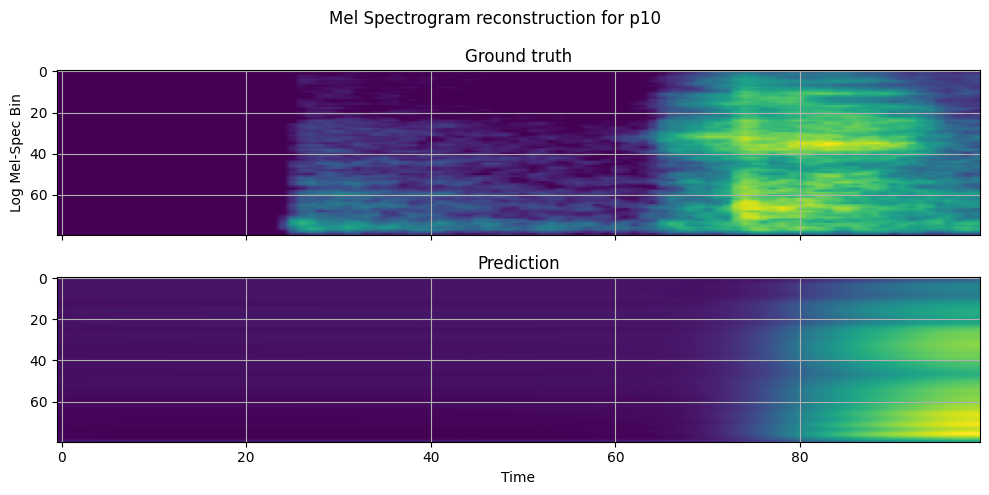 Mel Spectrogram reconstruction for p10
Ground truth
0
20
40
60
Log Mel-Spec Bin
Prediction
0
20
40
60
0 20 40 60 80
Time